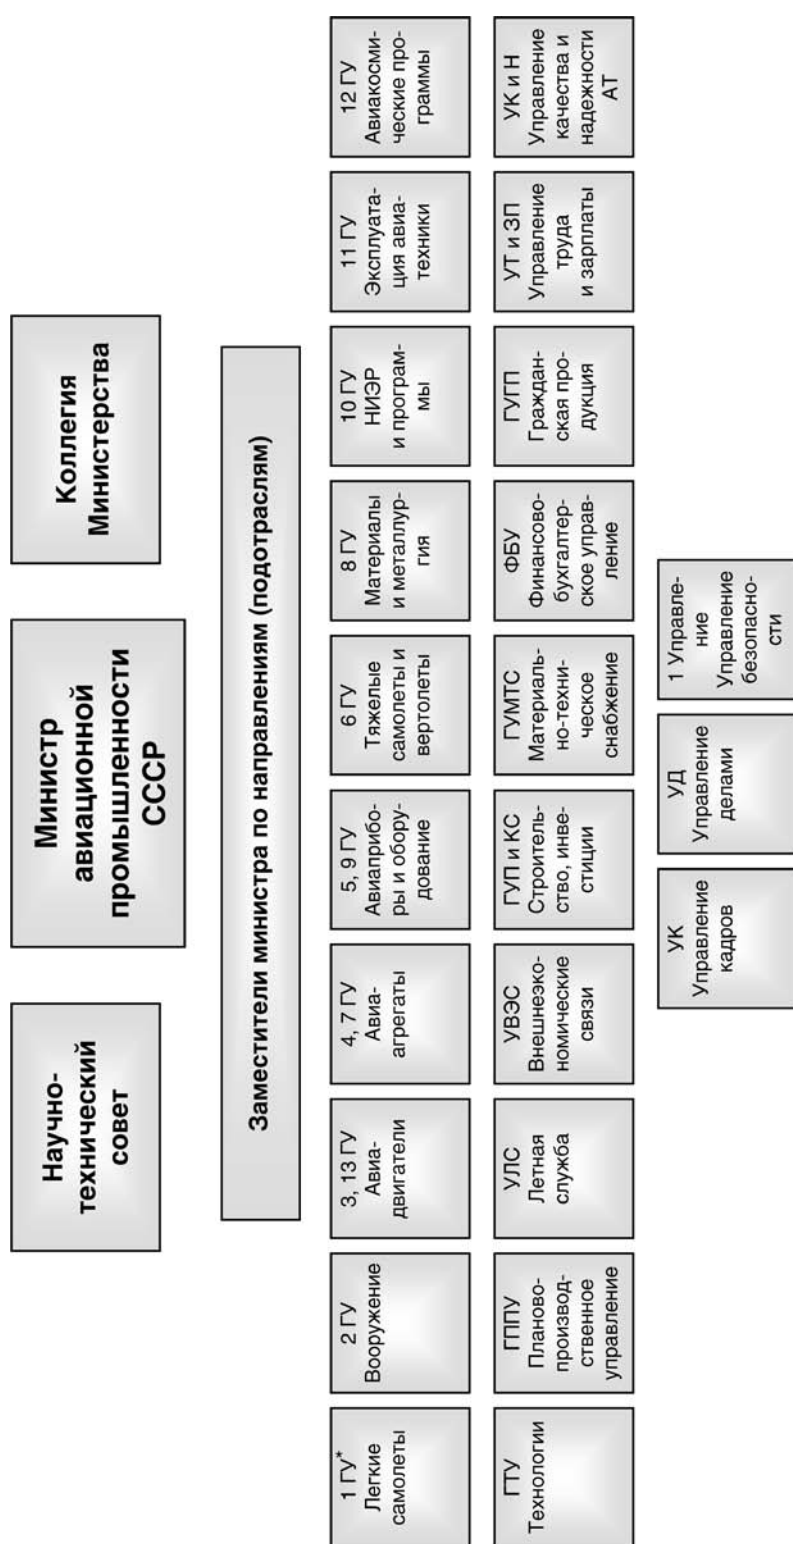 Научно-
технический
совет
Министр
авиационной
промышленности
СССР
Коллегия
Министерства
Заместители министра по направлениям (подотраслям)
1 ГУ*
Легкие
самолеты
2 ГУ
Вооружение
3, 13 ГУ
Авиа-
двигатели
4, 7 ГУ
Авиа-
агрегаты
5, 9 ГУ
Авиаприбо-
ры и обору-
дование
6 ГУ
Тяжелые
самолеты и
вертолеты
8 ГУ
Материалы
и металлур-
гия
10 ГУ
НИЭР
и програм-
мы
11 ГУ
Эксплуата-
ция авиа-
техники
12 ГУ
Авиакосми-
ческие про-
граммы
ГТУ
Технологии
ГППУ
Планово-
производ-
ственное
управление
УЛС
Летная
служба
УВЭС
Внешнеэко-
номические
связи
ГУП и КС
Строитель-
ство, инве-
стиции
ГУМТС
Материаль-
но-техни-
ческое
снабжение
ФБУ
Финансово-
бухгалтер-
ское управ-
ление
ГУГП
Граждан-
ская про-
дукция
УТ и ЗП
Управление
труда
и зарплаты
УК и Н
Управление
качества и
надежности
АТ
УК
Управление
кадров
УД
Управление
делами
1 Управле-
ние
Управление
безопасно-
сти